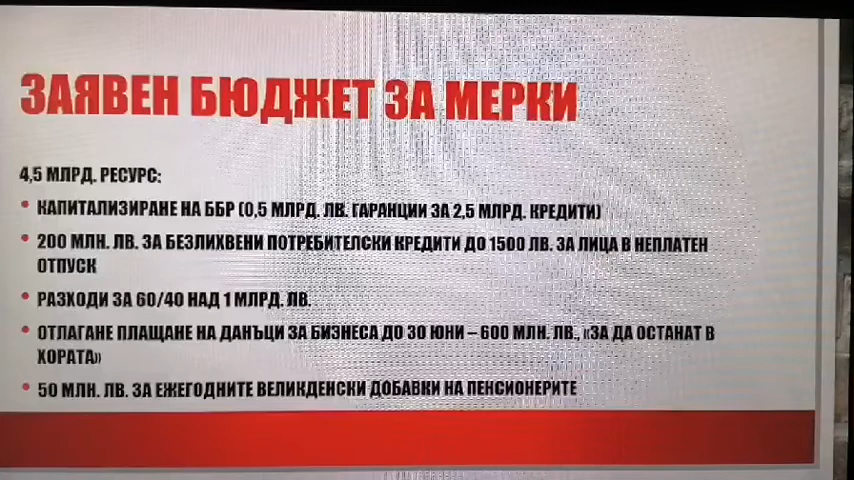 ЗАЯВЕН БЮДЖЕТ ЗА МЕРКИ
4,5 МЛРД. РЕСУРС:
• КАПИТАЛИЗИРАНЕ НА ББР (0,5 МЛРД. ЛВ. ГАРАНЦИИ ЗА 2,5 МЛРД. КРЕДИТИ)
• 200 МЛН. ЛВ. ЗА БЕЗЛИХВЕНИ ПОТРЕБИТЕЛСКИ КРЕДИТИ ДО 1500 ЛВ. ЗА ЛИЦА В НЕПЛАТЕН
ОТПУСК
• РАЗХОДИ ЗА 60/40 НАД 1 МЛРД. ЛВ.
• ОТЛАГАНЕ ПЛАЩАНЕ НА ДАНЪЦИ ЗА БИЗНЕСА ДО 30 ЮНИ – 600 МЛН. ЛВ., «ЗА ДА ОСТАНАТ В
ХОРАТА»
• 50 МЛН. ЛВ. ЗА ЕЖЕГОДНИТЕ ВЕЛИКДЕНСКИ ДОБАВКИ НА ПЕНСИОНЕРИТЕ